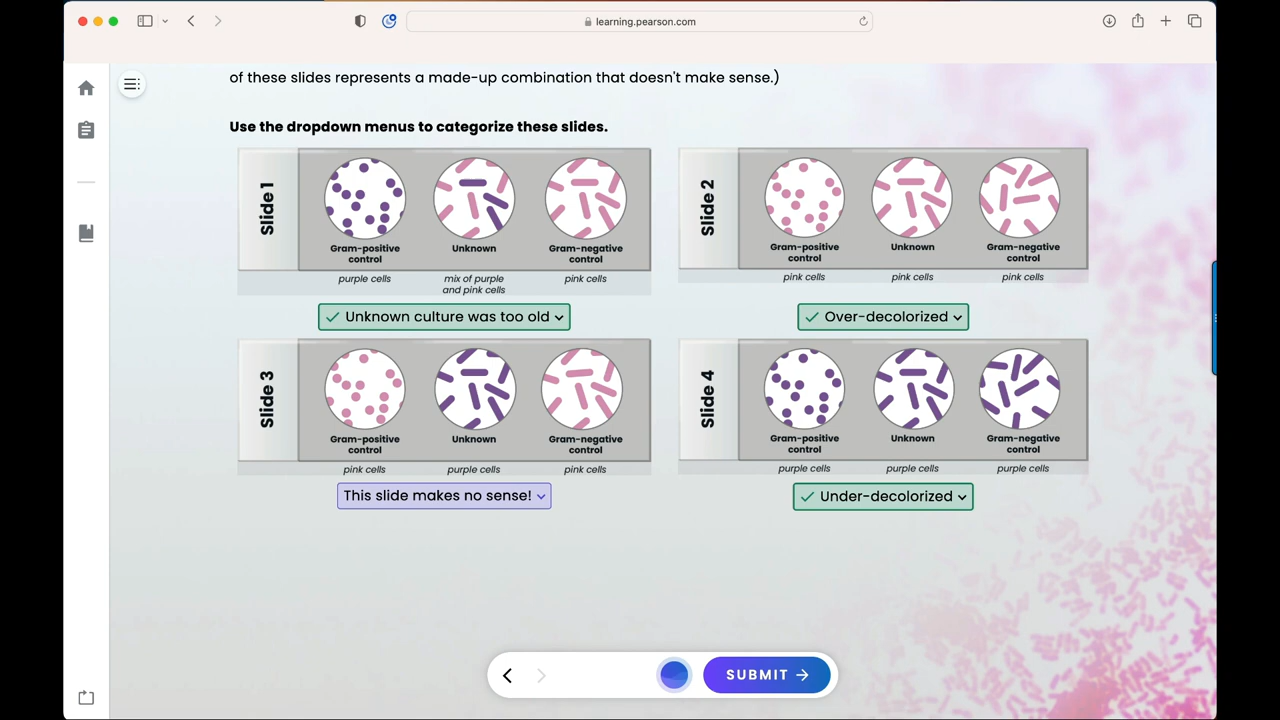 learning.pearson.com
of these slides represents a made-up combination that doesn't make sense.)
Use the dropdown menus to categorize these slides.
Slide 1
Gram-positive control
Unknown
Gram-negative control
purple cells
mix of purple and pink cells
pink cells
Unknown culture was too old
Slide 2
Gram-positive control
Unknown
Gram-negative control
pink cells
pink cells
pink cells
Over-decolorized
Slide 3
Gram-positive control
Unknown
Gram-negative control
pink cells
purple cells
pink cells
This slide makes no sense!
Slide 4
Gram-positive control
Unknown
Gram-negative control
purple cells
purple cells
purple cells
Under-decolorized
SUBMIT